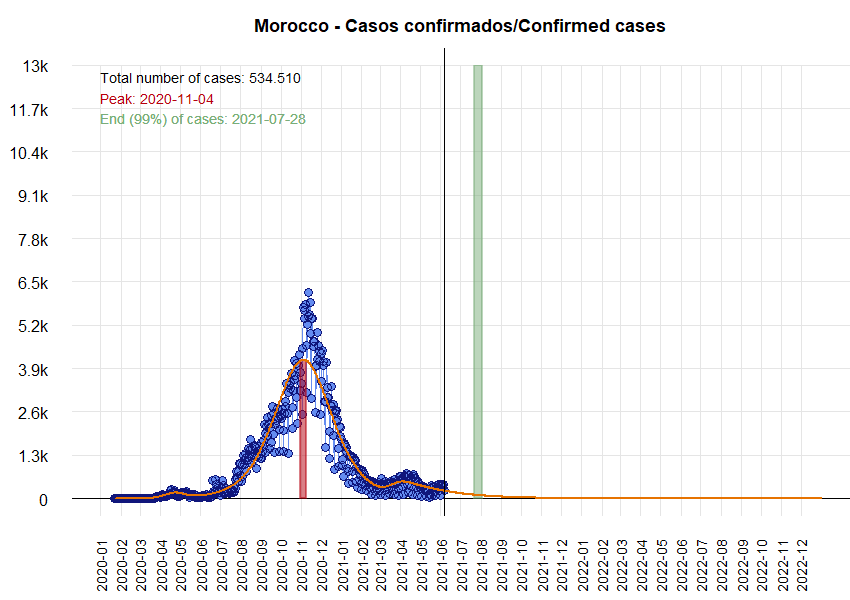 Morocco - Casos confirmados/Confirmed cases
13k
Total number of cases: 534.510
Peak: 2020-11-04
11.7k
End (99%) of cases: 2021-07-28
10.4k
9.1k
7.8k
6.5k
5.2k
3.9k
2.6k
1.3k
0
2020-01
2020-02
2020-03
2020-04
2020-05
2020-06
2020-07
2020-08
2020-09
2020-10
2020-11
2020-12
2021-01
2021-02
2021-03
2021-04
2021-05
2021-06
2021-07
2021-08
2021-09
2021-10
2021-11
2021-12
2022-01
2022-02
2022-03
2022-04
2022-05
2022-06
2022-07
2022-08
2022-09
2022-10
2022-11
2022-12